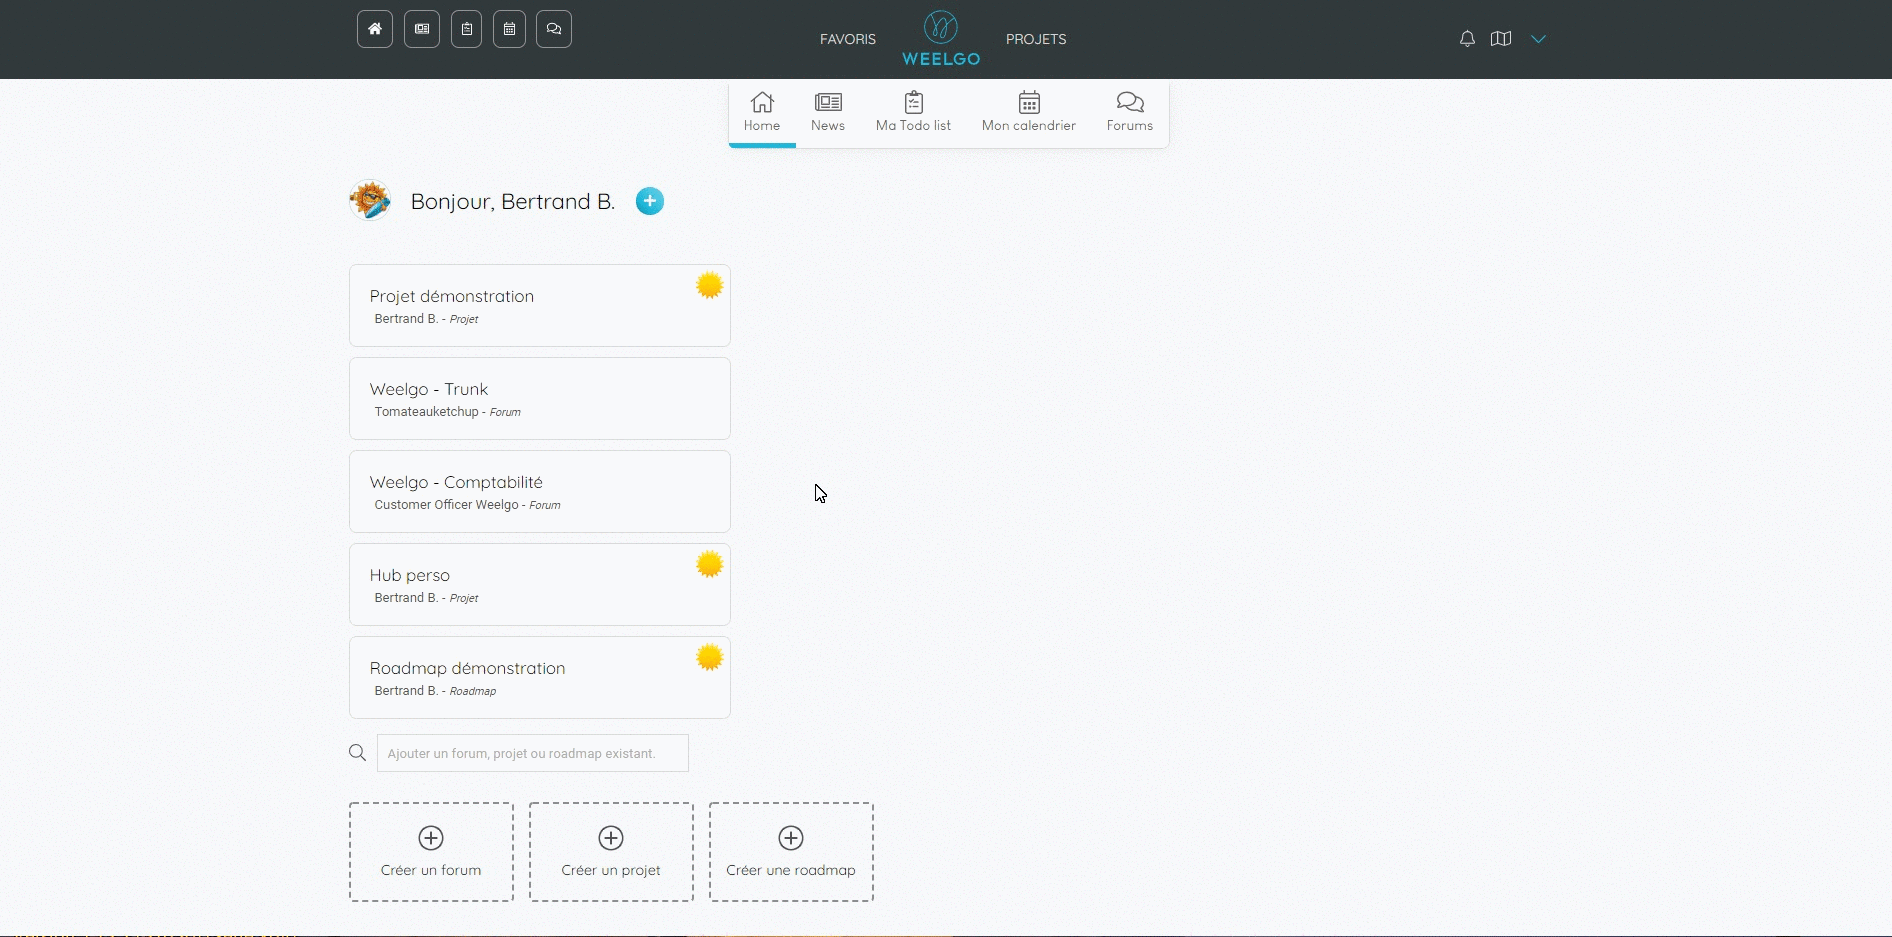 FAVORIS
WEELGO
PROJETS
Home
News
Ma Todo list
Mon calendrier
Forums
Bonjour, Bertrand B.
Projet démonstration
Bertrand B. - Projet
Weelgo - Trunk
Tomateauketchup - Forum
Weelgo - Comptabilité
Customer Officer Weelgo - Forum
Hub perso
Bertrand B. - Projet
Roadmap démonstration
Bertrand B. - Roadmap
Ajouter un forum, projet ou roadmap existant.
Créer un forum
Créer un projet
Créer une roadmap